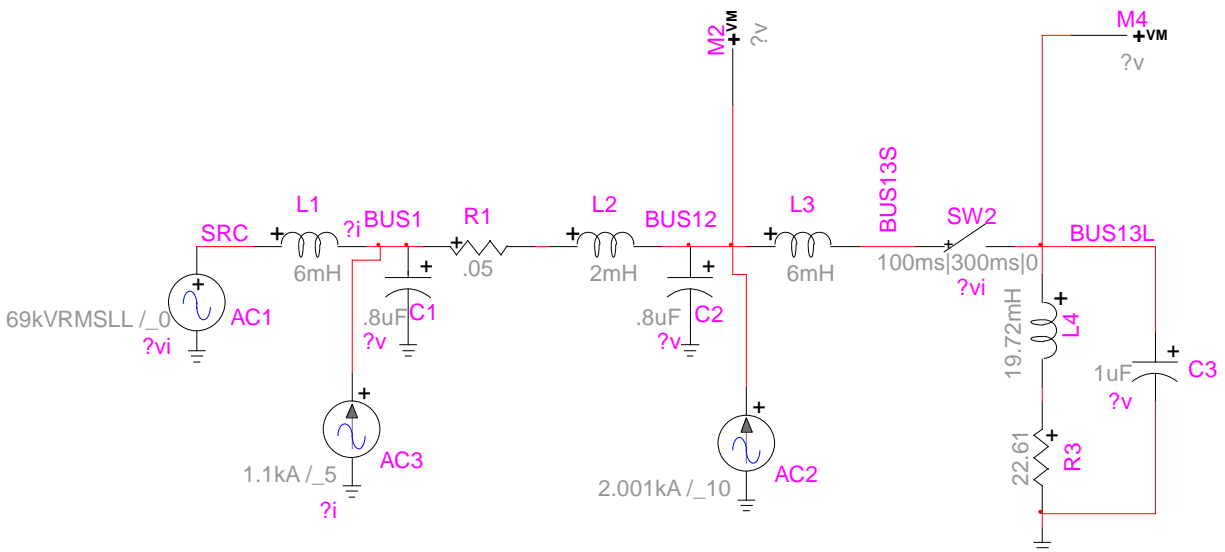 M2
+VM
?v
M4
+VM
?v
SRC
+
L1
6mH
?i
BUS1
R1
+
.05
L2
+
2mH
BUS12
L3
+
6mH
BUS13S
SW2
+
100ms|300ms|0
?vi
BUS13L
+
AC1
69kVRMSLL /_0
?vi
+
C1
.8uF
?v
+
C2
.8uF
?v
+
L4
19.72mH
+
C3
1uF
?v
+
AC3
1.1kA /_5
?i
+
AC2
2.001kA /_10
+
R3
22.61